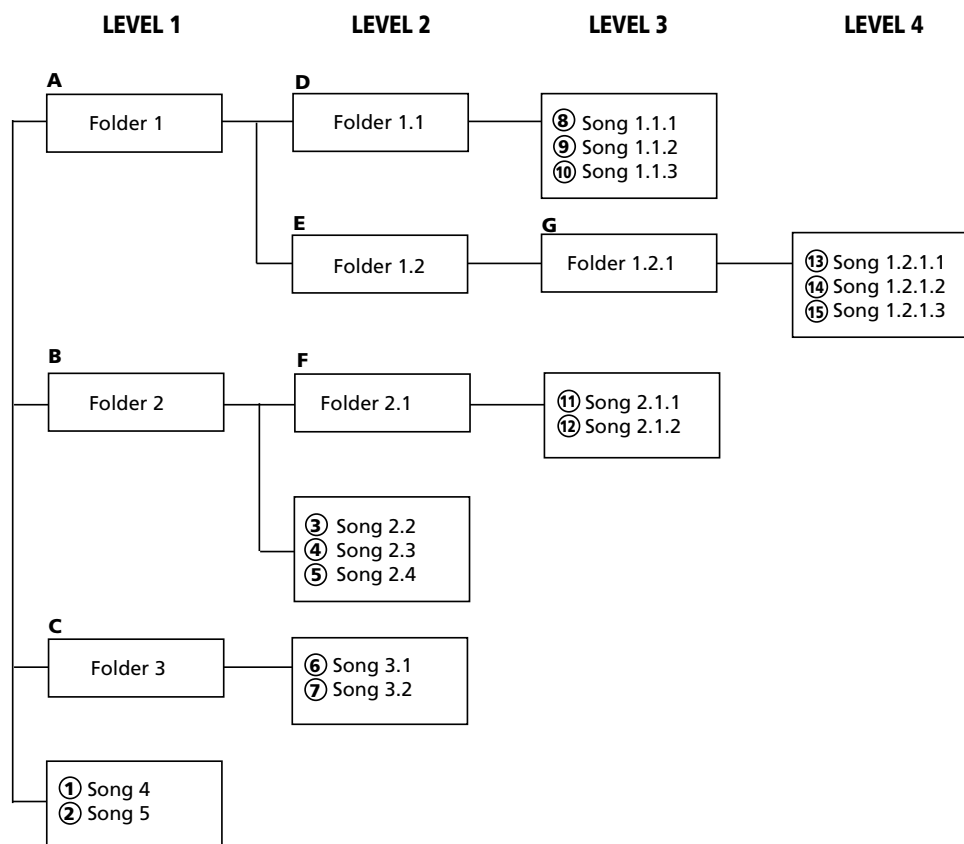 LEVEL 1 LEVEL 2 LEVEL 3 LEVEL 4
A
Folder 1
D
Folder 1.1
8 Song 1.1.1
9 Song 1.1.2
10 Song 1.1.3
E
Folder 1.2
G
Folder 1.2.1
13 Song 1.2.1.1
14 Song 1.2.1.2
15 Song 1.2.1.3
B
Folder 2
F
Folder 2.1
11 Song 2.1.1
12 Song 2.1.2
3 Song 2.2
4 Song 2.3
5 Song 2.4
C
Folder 3
6 Song 3.1
7 Song 3.2
1 Song 4
2 Song 5